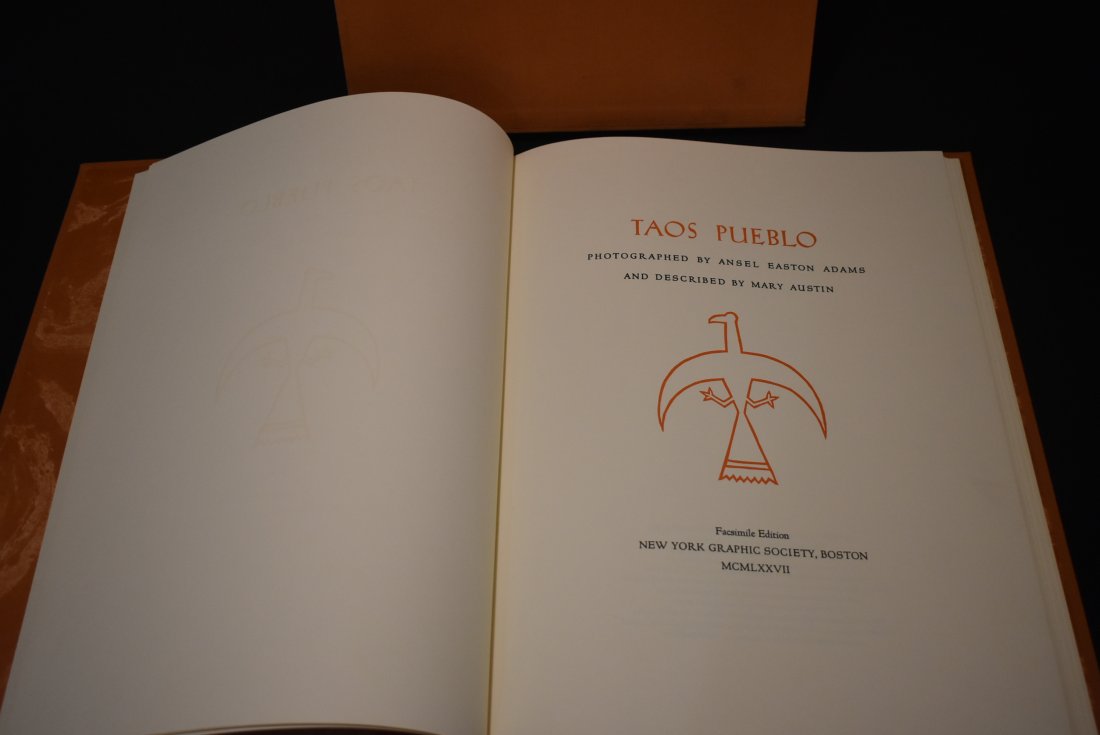 TAOS PUEBLO
PHOTOGRAPHED BY ANSEL EASTON ADAMS
AND DESCRIBED BY MARY AUSTIN
Facsimile Edition
NEW YORK GRAPHIC SOCIETY, BOSTON
MCMLXXVII